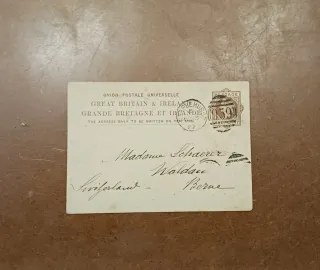 UNION POSTALE UNIVERSELLE
GREAT BRITAIN & IRELAND
GRANDE BRETAGNE ET IRLANDE
THE ADDRESS ONLY TO BE WRITTEN ON THIS SIDE
159
Madame
Waldau
Switzerland Berne